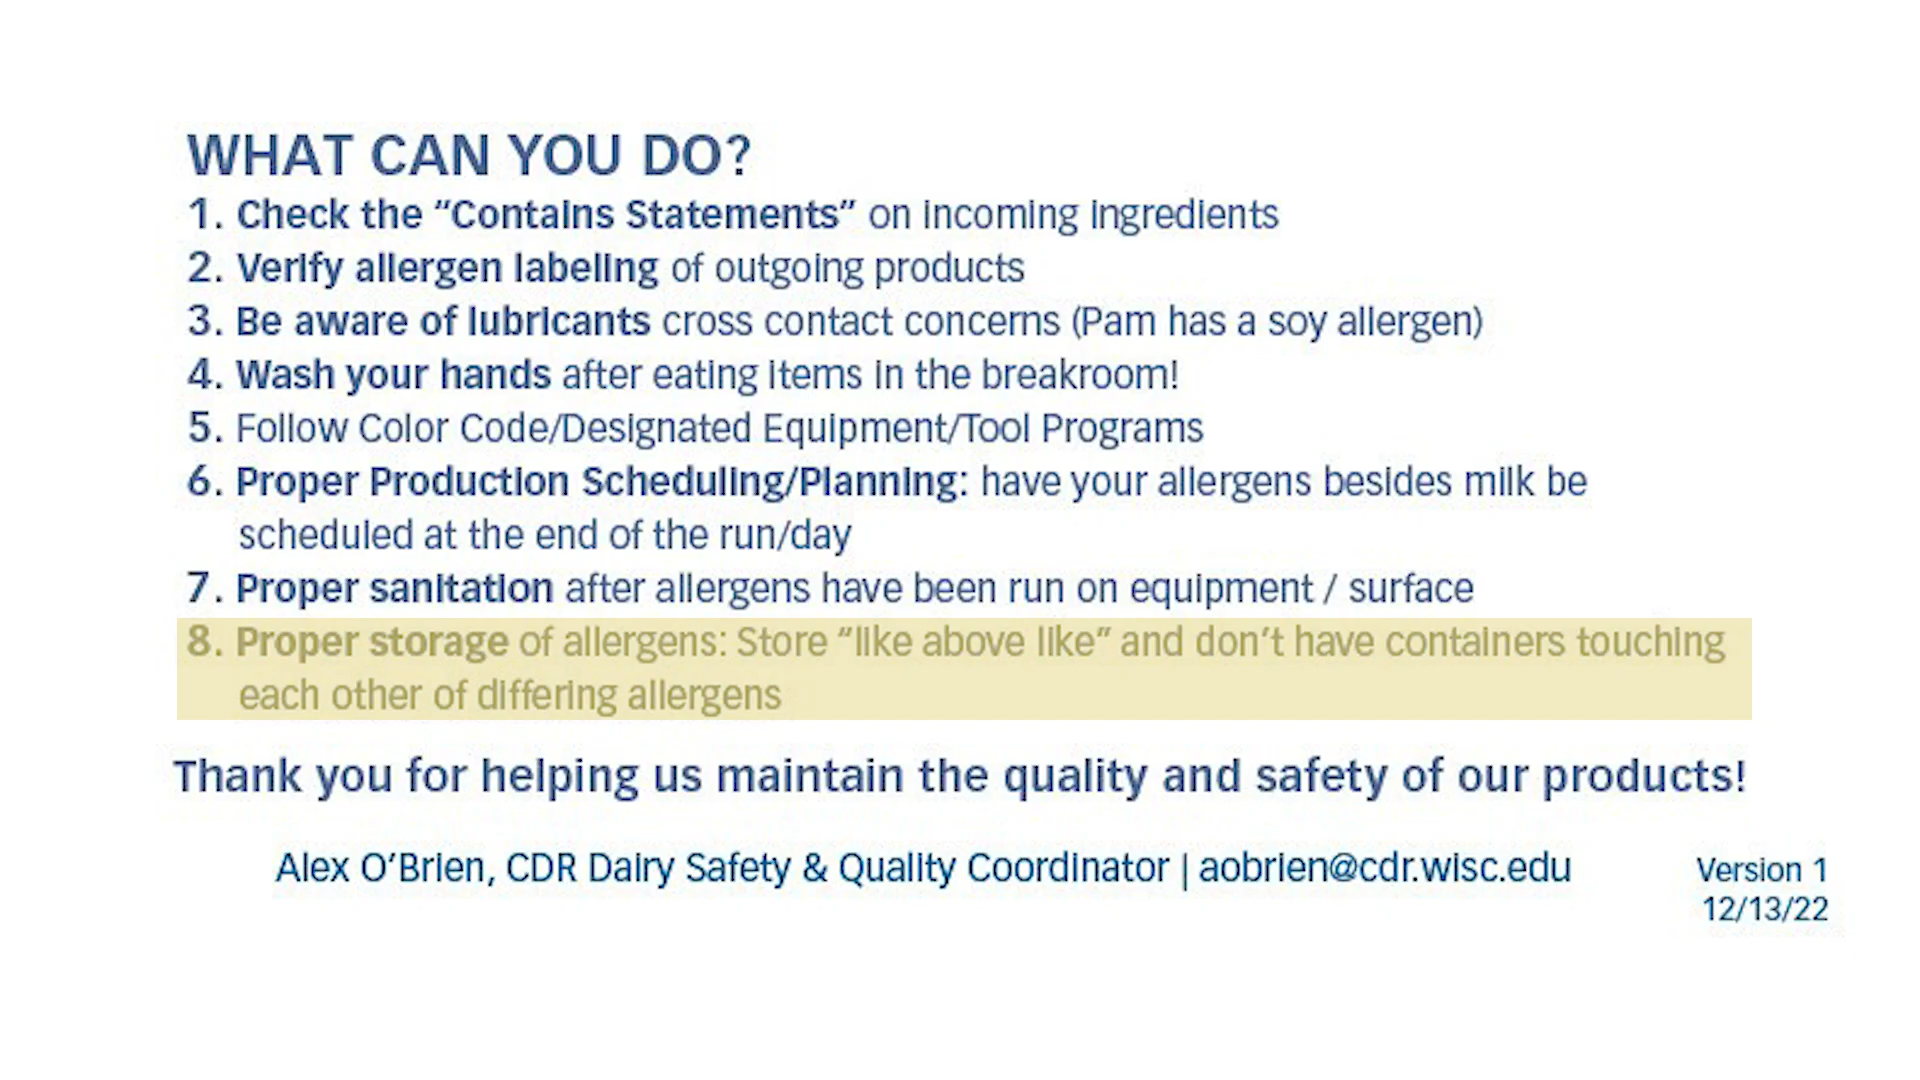 WHAT CAN YOU DO?
1. Check the “Contains Statements” on incoming ingredients
2. Verify allergen labeling of outgoing products
3. Be aware of lubricants cross contact concerns (Pam has a soy allergen)
4. Wash your hands after eating items in the breakroom!
5. Follow Color Code/Designated Equipment/Tool Programs
6. Proper Production Scheduling/Planning: have your allergens besides milk be
scheduled at the end of the run/day
7. Proper sanitation after allergens have been run on equipment / surface
8. Proper storage of allergens: Store “like above like” and don’t have containers touching
each other of differing allergens
Thank you for helping us maintain the quality and safety of our products!
Alex O’Brien, CDR Dairy Safety & Quality Coordinator | aobrien@cdr.wisc.edu
Version 1
12/13/22